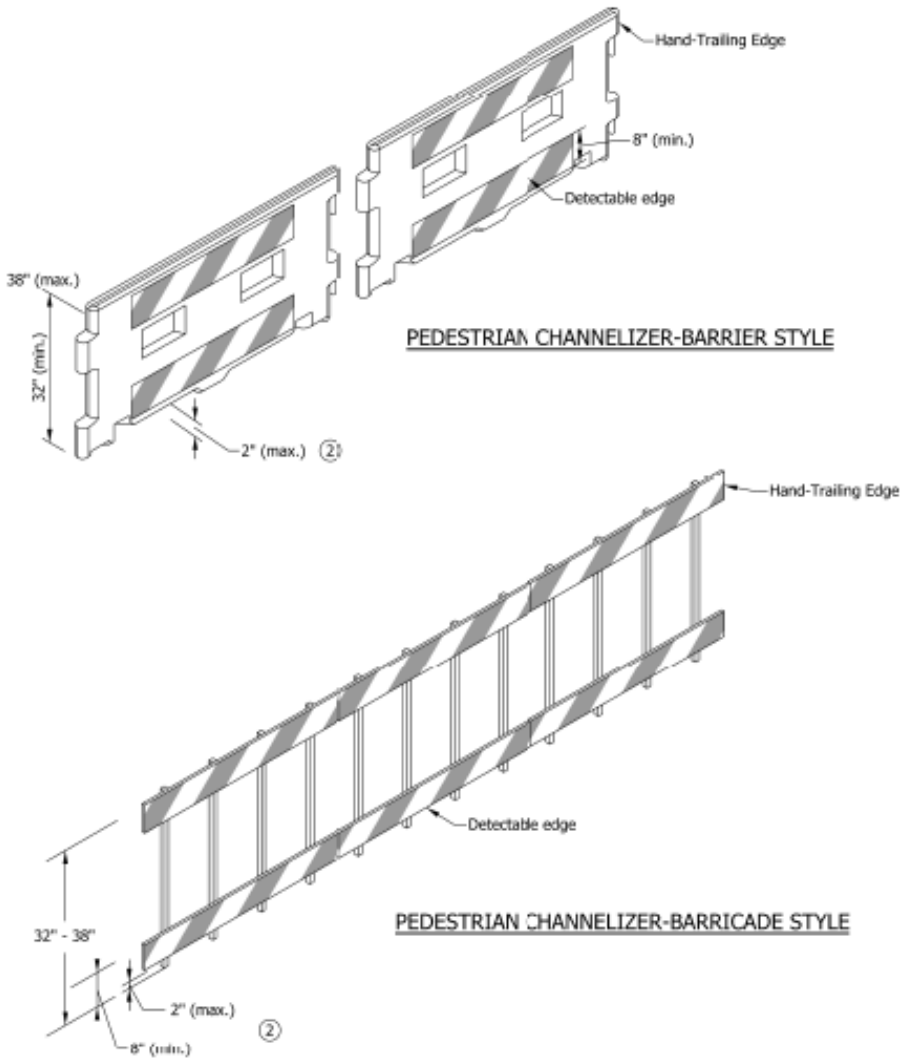 Hand-Trailing Edge
8" (min.)
Detectable edge
38" (max.)
32" (min.)
PEDESTRIAN CHANNELIZER-BARRIER STYLE
2" (max.) 2
Hand-Trailing Edge
Detectable edge
PEDESTRIAN CHANNELIZER-BARRICADE STYLE
32" - 38"
2" (max.)
2
8" (min.)